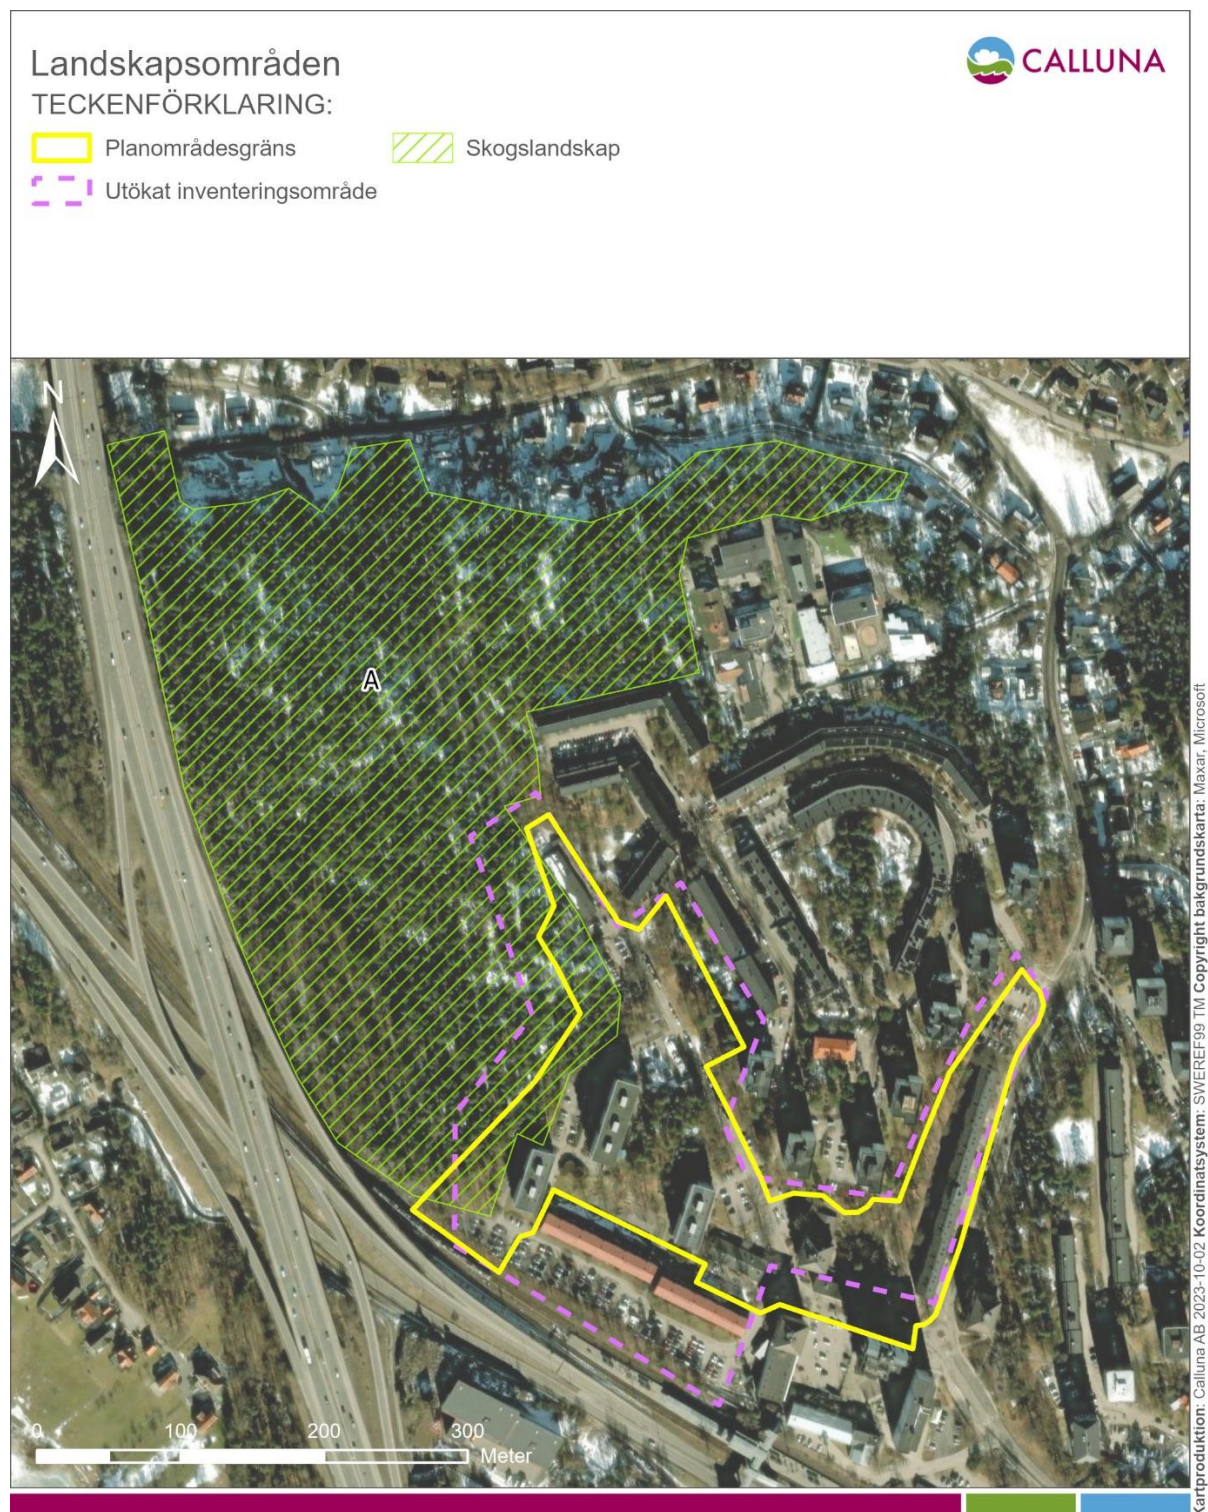 Landskapsområden
CALLUNA
TECKENFÖRKLARING:
Planområdesgräns
Skogslandskap
Utökat inventeringsområde
N
A
0 100 200 300
Meter
Kartproduktion: Calluna AB 2023-10-02 Koordinatsystem: SWEREF99 TM Copyright bakgrundskarta: Maxar, Microsoft